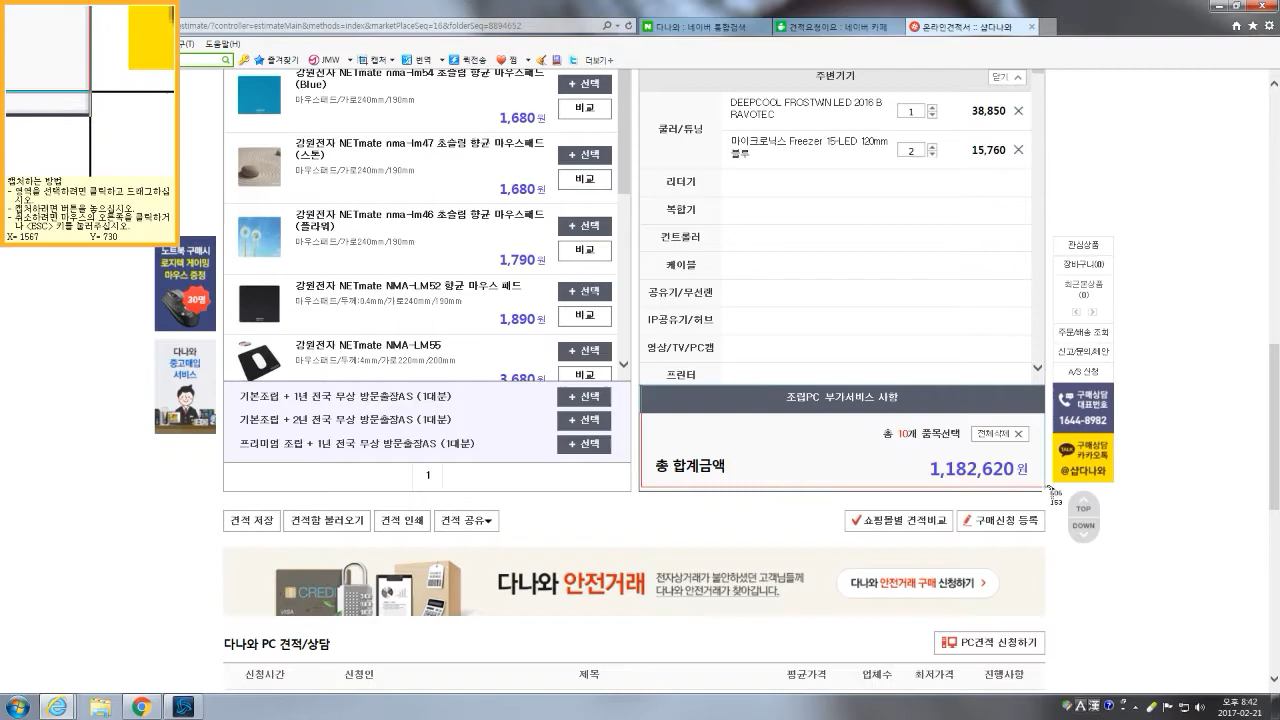 estimate/?controller=estimateMain&methods=index&marketPlaceSeq=16&folderSeq=8894652
다나와 : 네이버 통합검색
견적요청이요 : 네이버 카페
온라인견적서 :: 샵다나와
구(T) 도움말(H)
즐겨찾기 JMW 캡처 번역 퀵전송 찜 더보기+
캡처하는 방법
- 영역을 선택하려면 클릭하고 드래그하십시오.
- 캡처하려면 버튼을 놓으십시오.
- 취소하려면 마우스의 오른쪽을 클릭하거나 <ESC> 키를 눌러주십시오.
X= 1567 Y= 730
노트북 구매시
로지텍 게이밍
마우스 증정
30명
다나와
중고매입
서비스
강원전자 NETmate nma-lm54 초슬림 향균 마우스패드
(Blue)
마우스패드/가로240mm/190mm
1,680원
+ 선택
비교
강원전자 NETmate nma-lm47 초슬림 향균 마우스패드
(스톤)
마우스패드/가로240mm/190mm
1,680원
+ 선택
비교
강원전자 NETmate nma-lm46 초슬림 향균 마우스패드
(플라워)
마우스패드/가로240mm/190mm
1,790원
+ 선택
비교
강원전자 NETmate NMA-LM52 향균 마우스 패드
마우스패드/두께:0.4mm/가로240mm/190mm
1,890원
+ 선택
비교
강원전자 NETmate NMA-LM55
마우스패드/두께:4mm/가로220mm/200mm
3,680원
+ 선택
비교
기본조립 + 1년 전국 무상 방문출장AS (1대분) + 선택
기본조립 + 2년 전국 무상 방문출장AS (1대분) + 선택
프리미엄 조립 + 1년 전국 무상 방문출장AS (1대분) + 선택
1
주변기기
닫기
쿨러/튜닝
DEEPCOOL FROSTWIN LED 2016 B
RAVOTEC
1
38,850
마이크로닉스 Freezer 15-LED 120mm
블루
2
15,760
리더기
복합기
컨트롤러
케이블
공유기/무선랜
IP공유기/허브
영상/TV/PC캠
프린터
조립PC 부가서비스 사항
총 10개 품목선택 전체삭제
총 합계금액 1,182,620 원
관심상품
장바구니(0)
최근본상품
(0)
주문/배송 조회
신고/문의/제안
A/S 신청
구매상담
대표번호
1644-8982
TALK
구매상담
카카오톡
@샵다나와
606
153
TOP
DOWN
견적 저장 견적함 불러오기 견적 인쇄 견적 공유▼
쇼핑몰별 견적비교 구매신청 등록
CREDI
VISA
다나와 안전거래
전자상거래가 불안하셨던 고객님들께
다나와 안전거래가 찾아갑니다.
다나와 안전거래 구매 신청하기
다나와 PC 견적/상담
PC견적 신청하기
신청시간 신청인 제목 평균가격 업체수 최저가격 진행사항
A 漢
오후 8:42
2017-02-21